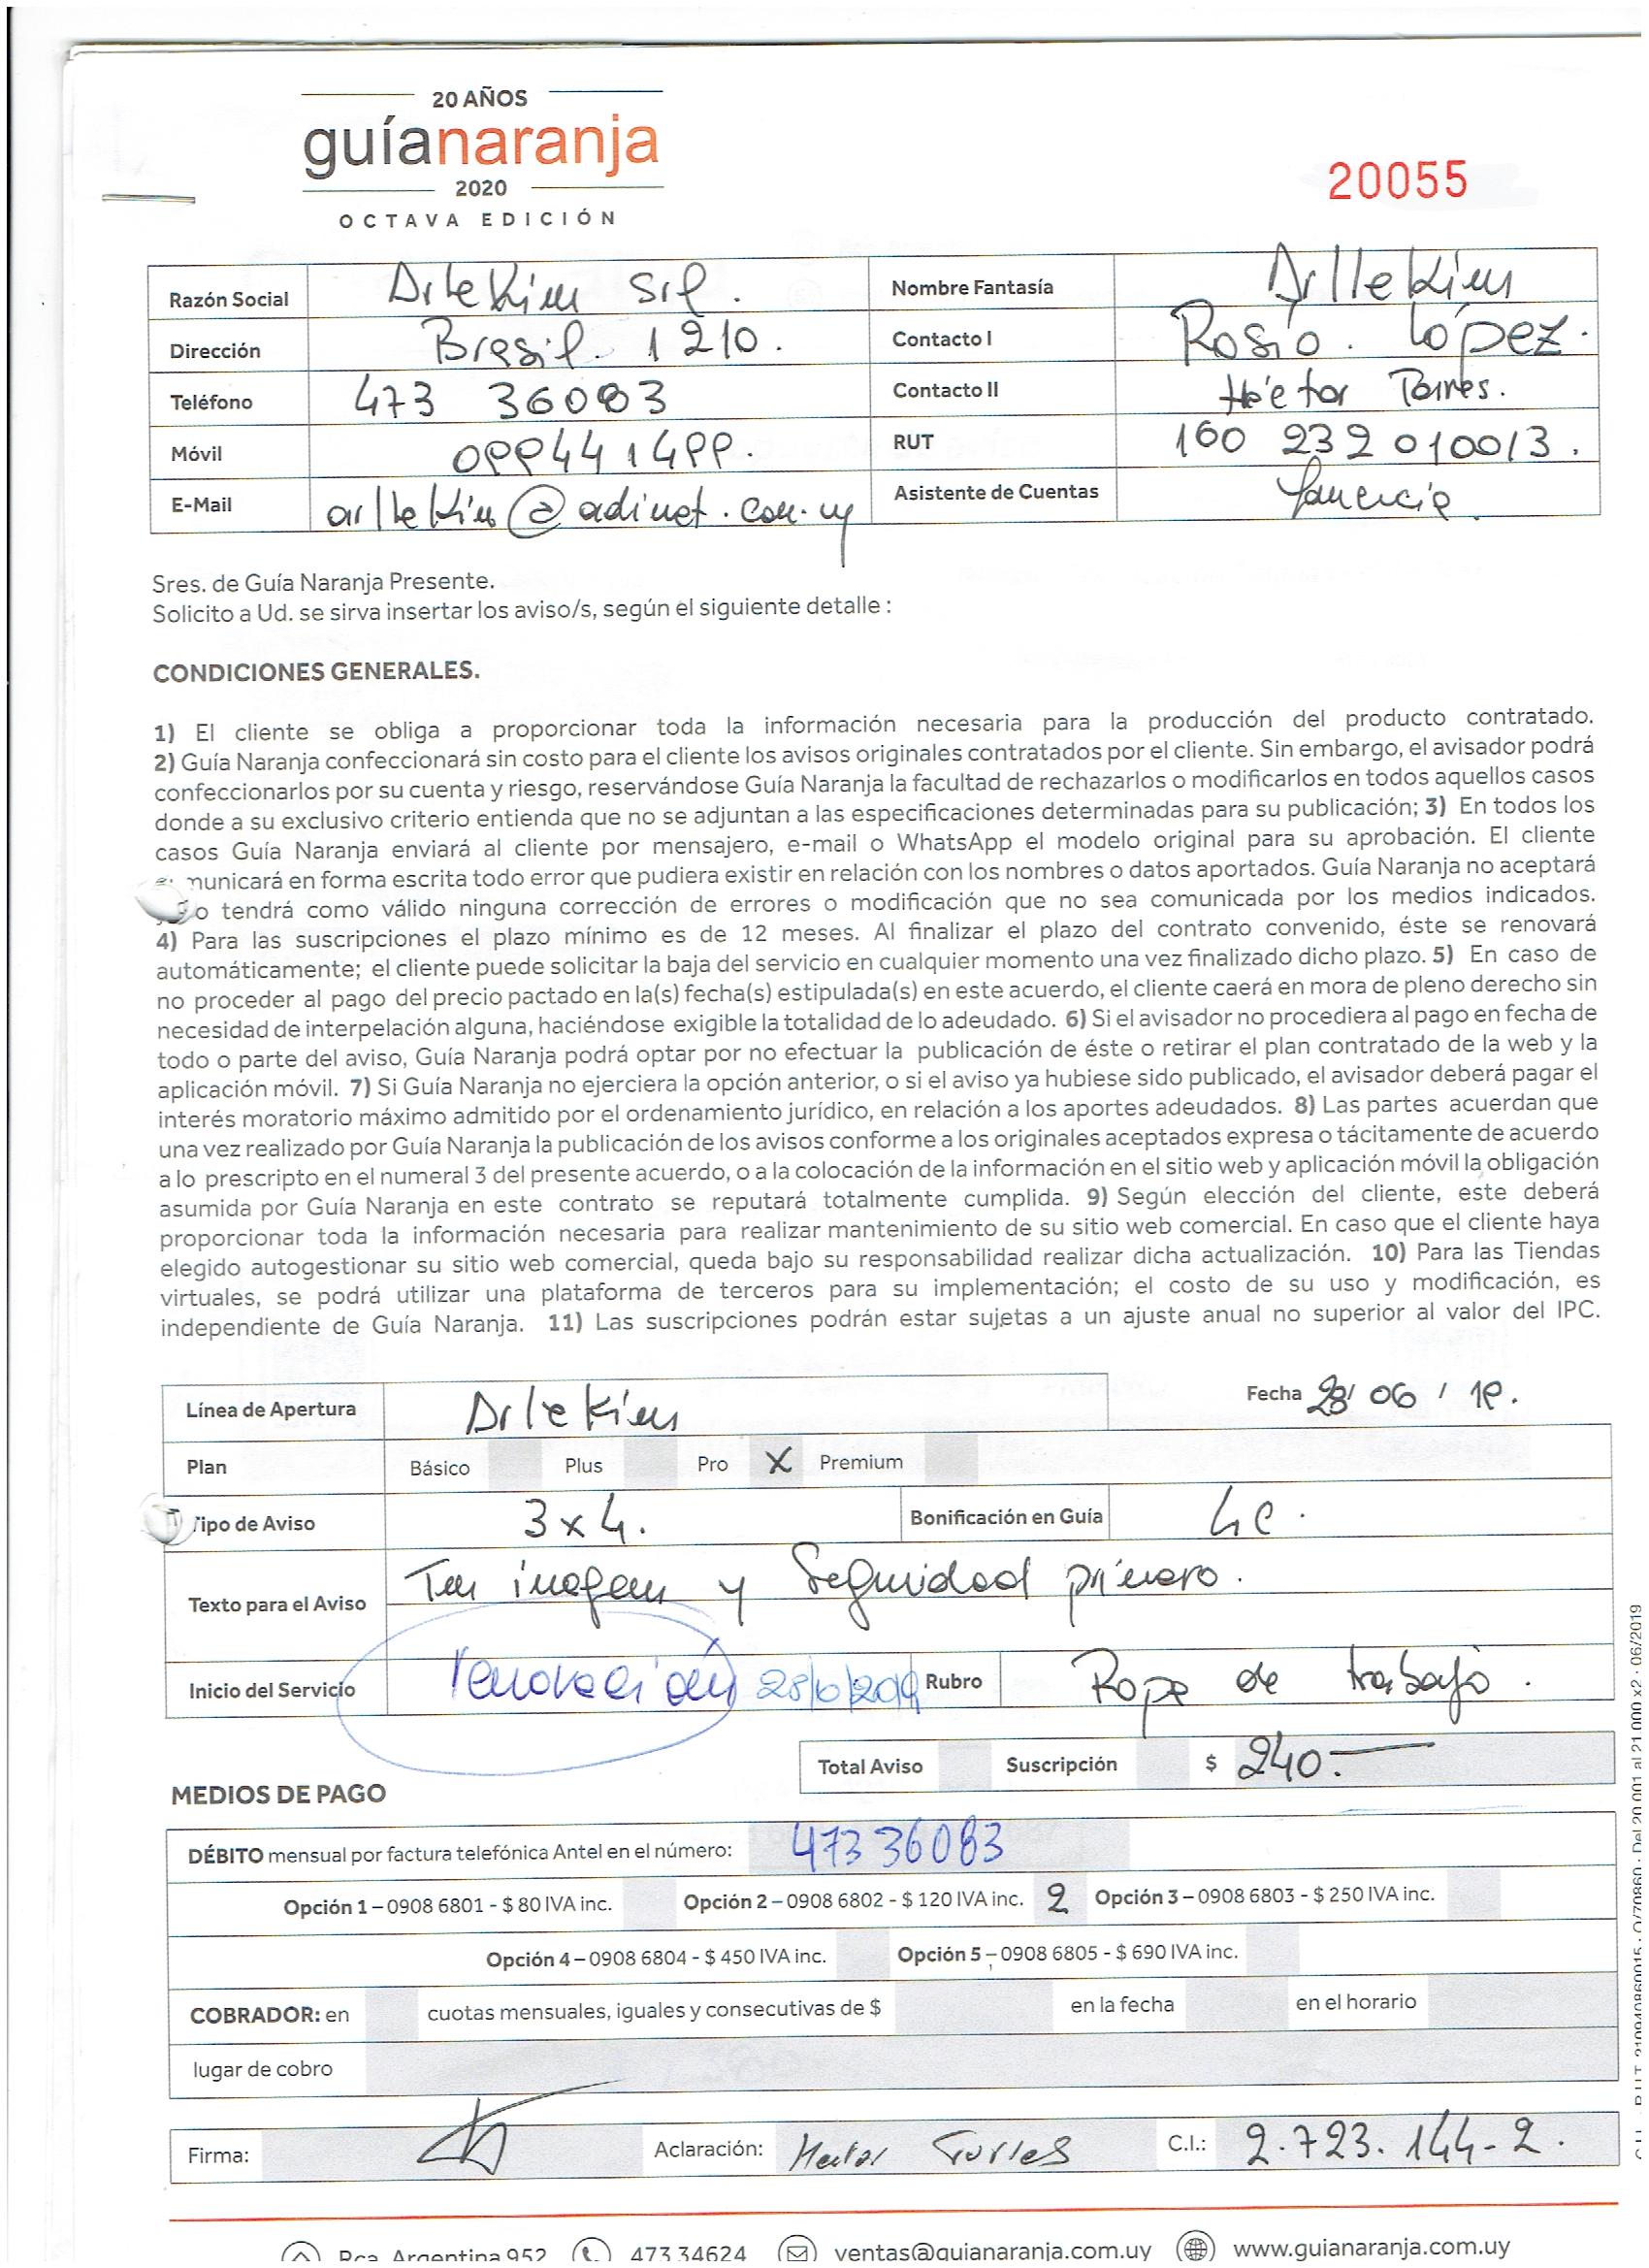 20 AÑOS
guíanaranja
2020
OCTAVA EDICIÓN
20055
Razón Social Arlekim Srl. Nombre Fantasía Arllekim
Dirección Brasil. 1210. Contacto I Rosío. López.
Teléfono 473 36083 Contacto II Héctor Torres.
Móvil 099441499. RUT 160 232 010013.
E-Mail arllekim@adinet.com.uy Asistente de Cuentas
Sres. de Guía Naranja Presente.
Solicito a Ud. se sirva insertar los aviso/s, según el siguiente detalle :
CONDICIONES GENERALES.
1) El cliente se obliga a proporcionar toda la información necesaria para la producción del producto contratado.
2) Guía Naranja confeccionará sin costo para el cliente los avisos originales contratados por el cliente. Sin embargo, el avisador podrá
confeccionarlos por su cuenta y riesgo, reservándose Guía Naranja la facultad de rechazarlos o modificarlos en todos aquellos casos
donde a su exclusivo criterio entienda que no se adjuntan a las especificaciones determinadas para su publicación; 3) En todos los
casos Guía Naranja enviará al cliente por mensajero, e-mail o WhatsApp el modelo original para su aprobación. El cliente
municará en forma escrita todo error que pudiera existir en relación con los nombres o datos aportados. Guía Naranja no aceptará
o tendrá como válido ninguna corrección de errores o modificación que no sea comunicada por los medios indicados.
4) Para las suscripciones el plazo mínimo es de 12 meses. Al finalizar el plazo del contrato convenido, éste se renovará
automáticamente; el cliente puede solicitar la baja del servicio en cualquier momento una vez finalizado dicho plazo. 5) En caso de
no proceder al pago del precio pactado en la(s) fecha(s) estipulada(s) en este acuerdo, el cliente caerá en mora de pleno derecho sin
necesidad de interpelación alguna, haciéndose exigible la totalidad de lo adeudado. 6) Si el avisador no procediera al pago en fecha de
todo o parte del aviso, Guía Naranja podrá optar por no efectuar la publicación de éste o retirar el plan contratado de la web y la
aplicación móvil. 7) Si Guía Naranja no ejerciera la opción anterior, o si el aviso ya hubiese sido publicado, el avisador deberá pagar el
interés moratorio máximo admitido por el ordenamiento jurídico, en relación a los aportes adeudados. 8) Las partes acuerdan que
una vez realizado por Guía Naranja la publicación de los avisos conforme a los originales aceptados expresa o tácitamente de acuerdo
a lo prescripto en el numeral 3 del presente acuerdo, o a la colocación de la información en el sitio web y aplicación móvil la obligación
asumida por Guía Naranja en este contrato se reputará totalmente cumplida. 9) Según elección del cliente, este deberá
proporcionar toda la información necesaria para realizar mantenimiento de su sitio web comercial. En caso que el cliente haya
elegido autogestionar su sitio web comercial, queda bajo su responsabilidad realizar dicha actualización. 10) Para las Tiendas
virtuales, se podrá utilizar una plataforma de terceros para su implementación; el costo de su uso y modificación, es
independiente de Guía Naranja. 11) Las suscripciones podrán estar sujetas a un ajuste anual no superior al valor del IPC.
Línea de Apertura Arlekim Fecha 28/ 06 / 19.
Plan Básico Plus Pro X Premium
Tipo de Aviso 3x4. Bonificación en Guía 4c.
Texto para el Aviso Tu imagen y Seguridad primero.
Inicio del Servicio renovación 28/6/2019 Rubro Ropa de trabajo.
Total Aviso Suscripción $ 240.-
MEDIOS DE PAGO
DÉBITO mensual por factura telefónica Antel en el número: 47336083
Opción 1 – 0908 6801 - $ 80 IVA inc. Opción 2 – 0908 6802 - $ 120 IVA inc. 2 Opción 3 – 0908 6803 - $ 250 IVA inc.
Opción 4 – 0908 6804 - $ 450 IVA inc. Opción 5 – 0908 6805 - $ 690 IVA inc.
COBRADOR: en cuotas mensuales, iguales y consecutivas de $ en la fecha en el horario
lugar de cobro
Firma: Aclaración: Hector Torres C.I.: 2.723.144-2.
Rca. Argentina 952 473 34624 ventas@guianaranja.com.uy www.guianaranja.com.uy
Del 20.001 al 21.000 x2 - 06/2019